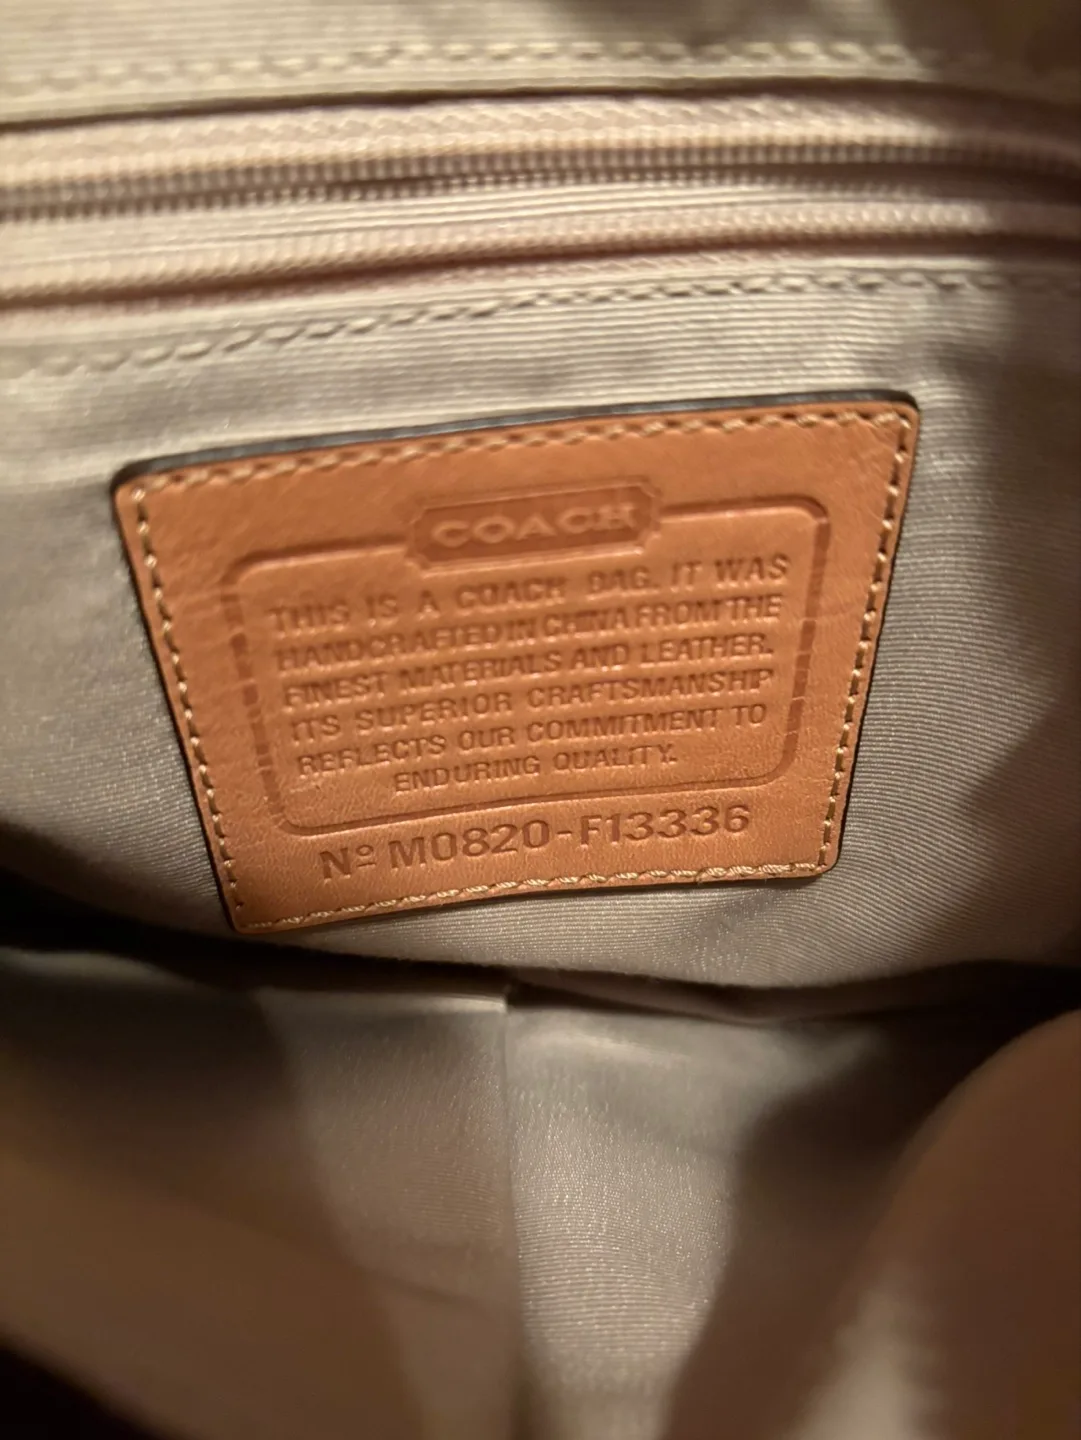 COACH
THIS IS A COACH BAG. IT WAS
HANDCRAFTED IN CHINA FROM THE
FINEST MATERIALS AND LEATHER.
ITS SUPERIOR CRAFTSMANSHIP
REFLECTS OUR COMMITMENT TO
ENDURING QUALITY.
Nº M0820-F13336